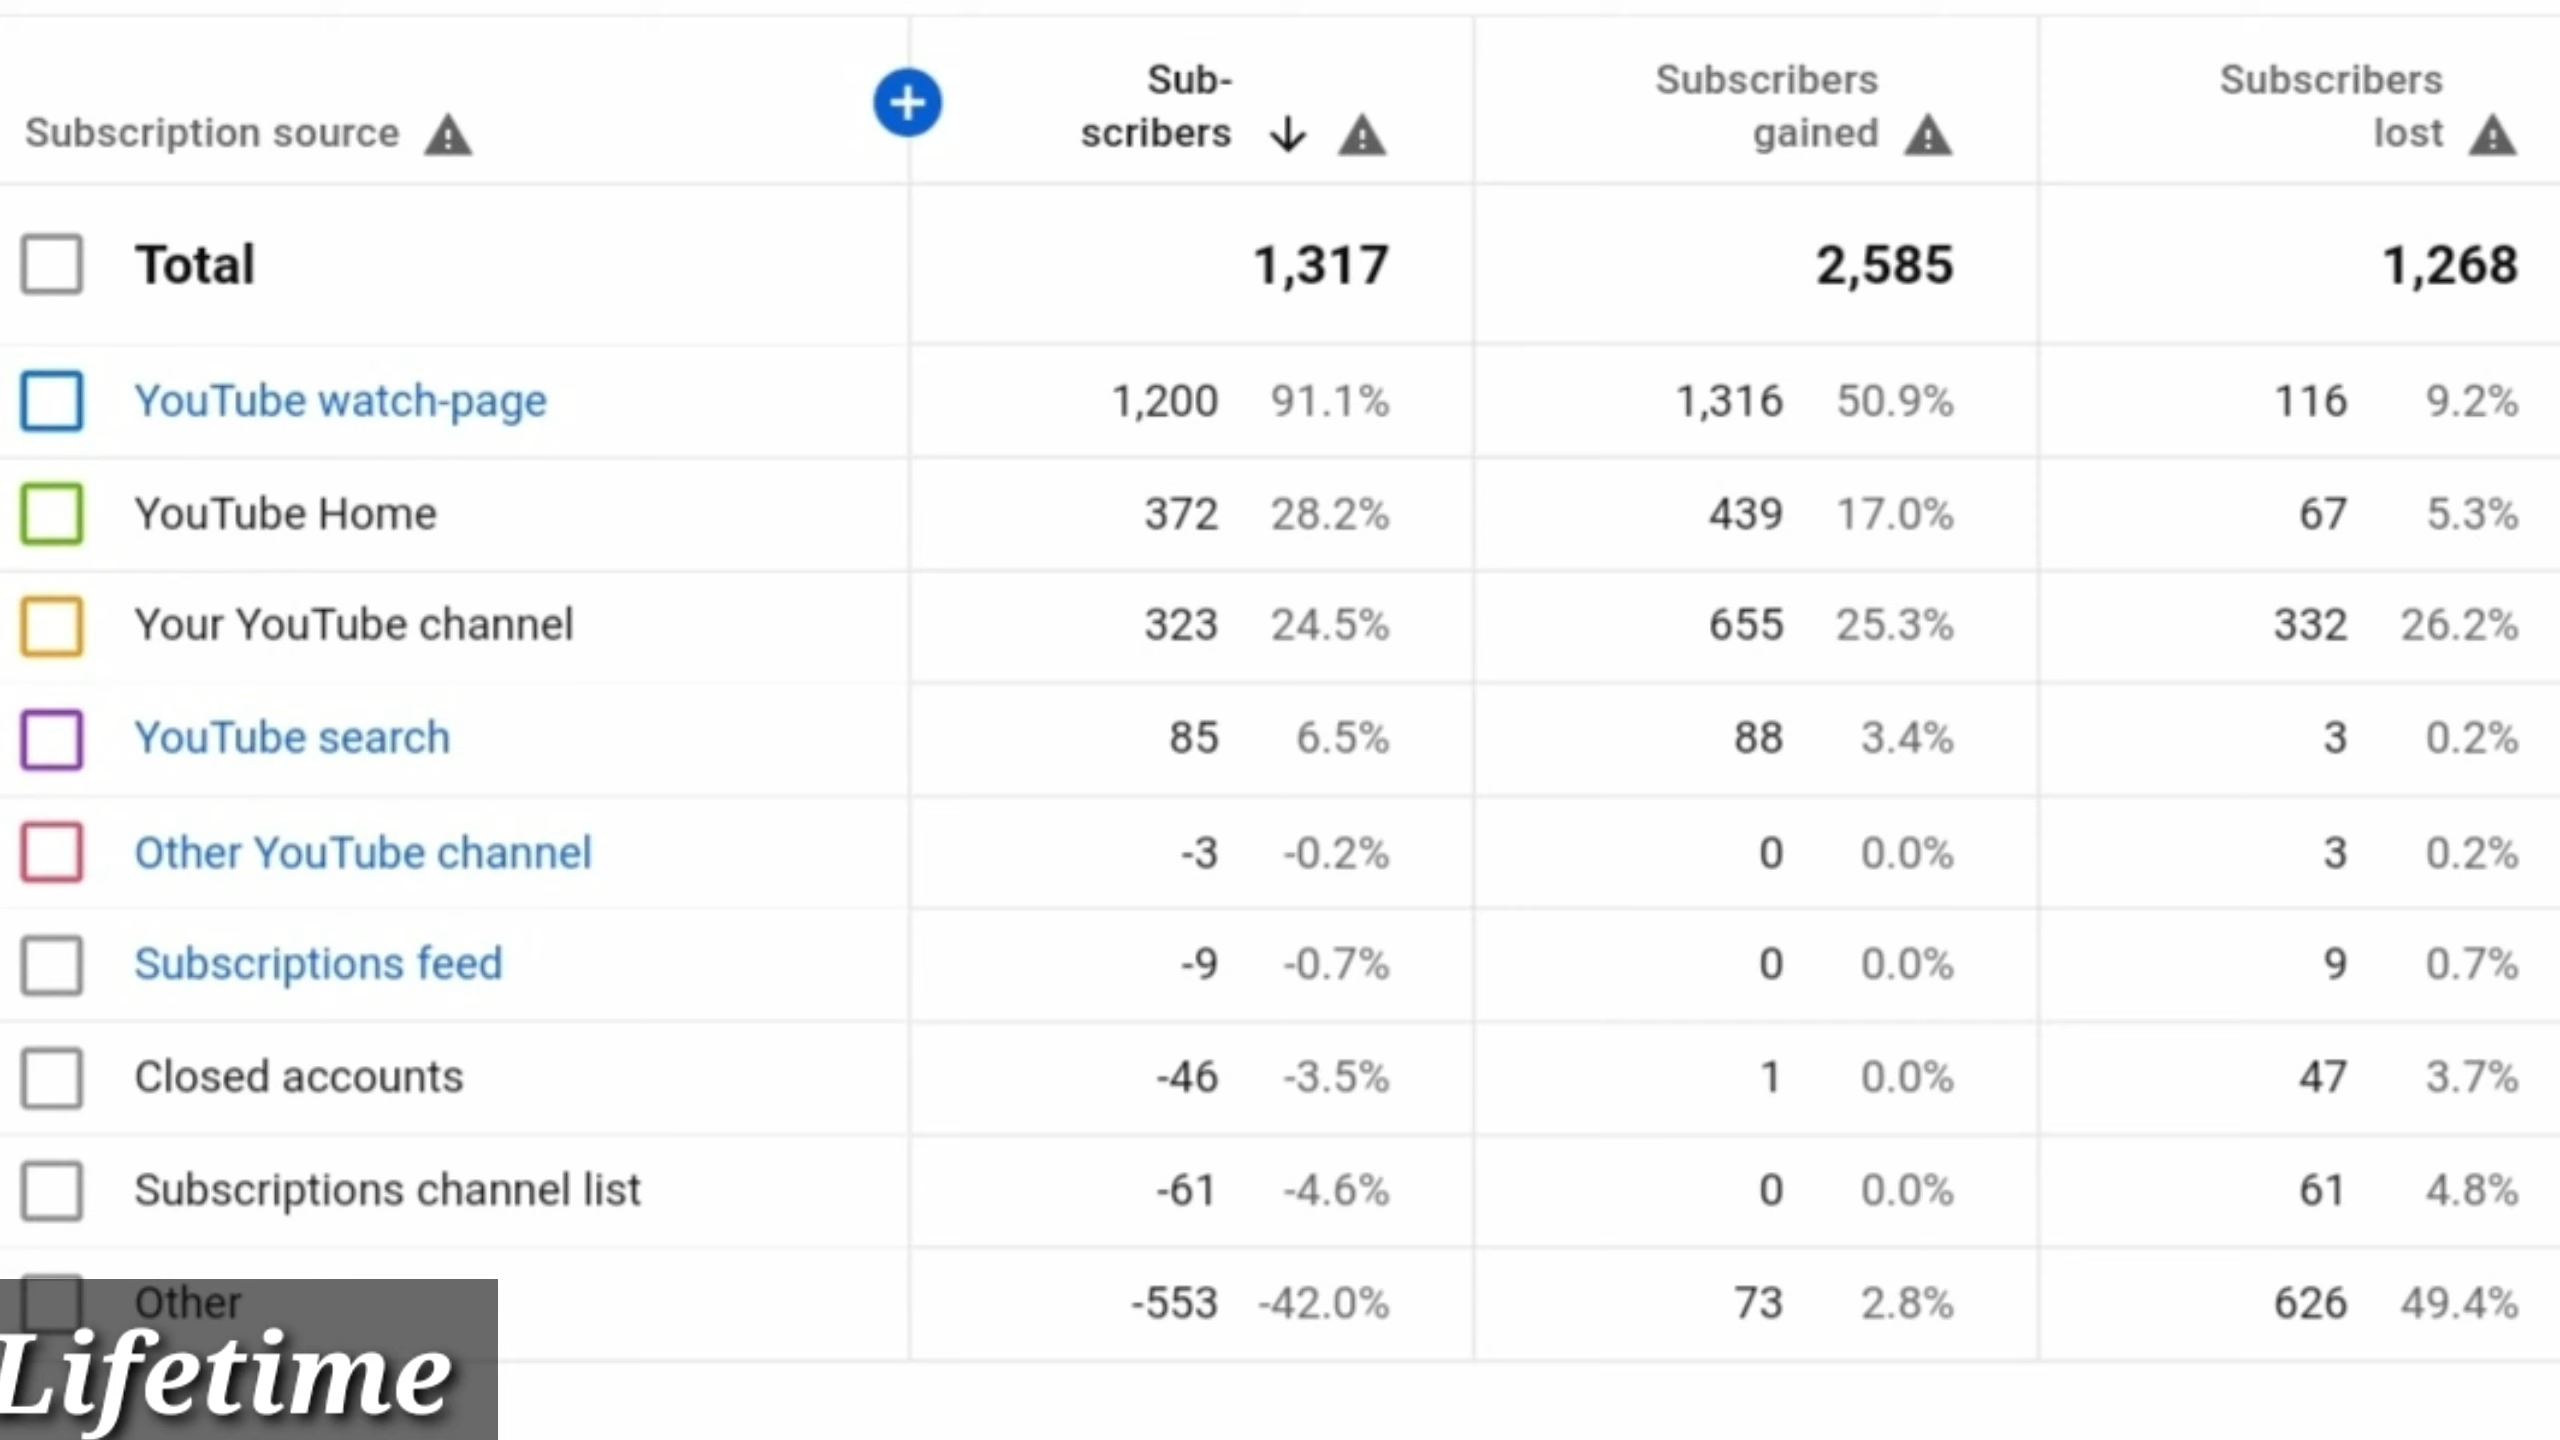 Subscription source
Sub-
scribers
Subscribers
gained
Subscribers
lost
Total 1,317 2,585 1,268
YouTube watch-page 1,200 91.1% 1,316 50.9% 116 9.2%
YouTube Home 372 28.2% 439 17.0% 67 5.3%
Your YouTube channel 323 24.5% 655 25.3% 332 26.2%
YouTube search 85 6.5% 88 3.4% 3 0.2%
Other YouTube channel -3 -0.2% 0 0.0% 3 0.2%
Subscriptions feed -9 -0.7% 0 0.0% 9 0.7%
Closed accounts -46 -3.5% 1 0.0% 47 3.7%
Subscriptions channel list -61 -4.6% 0 0.0% 61 4.8%
Other -553 -42.0% 73 2.8% 626 49.4%
Lifetime